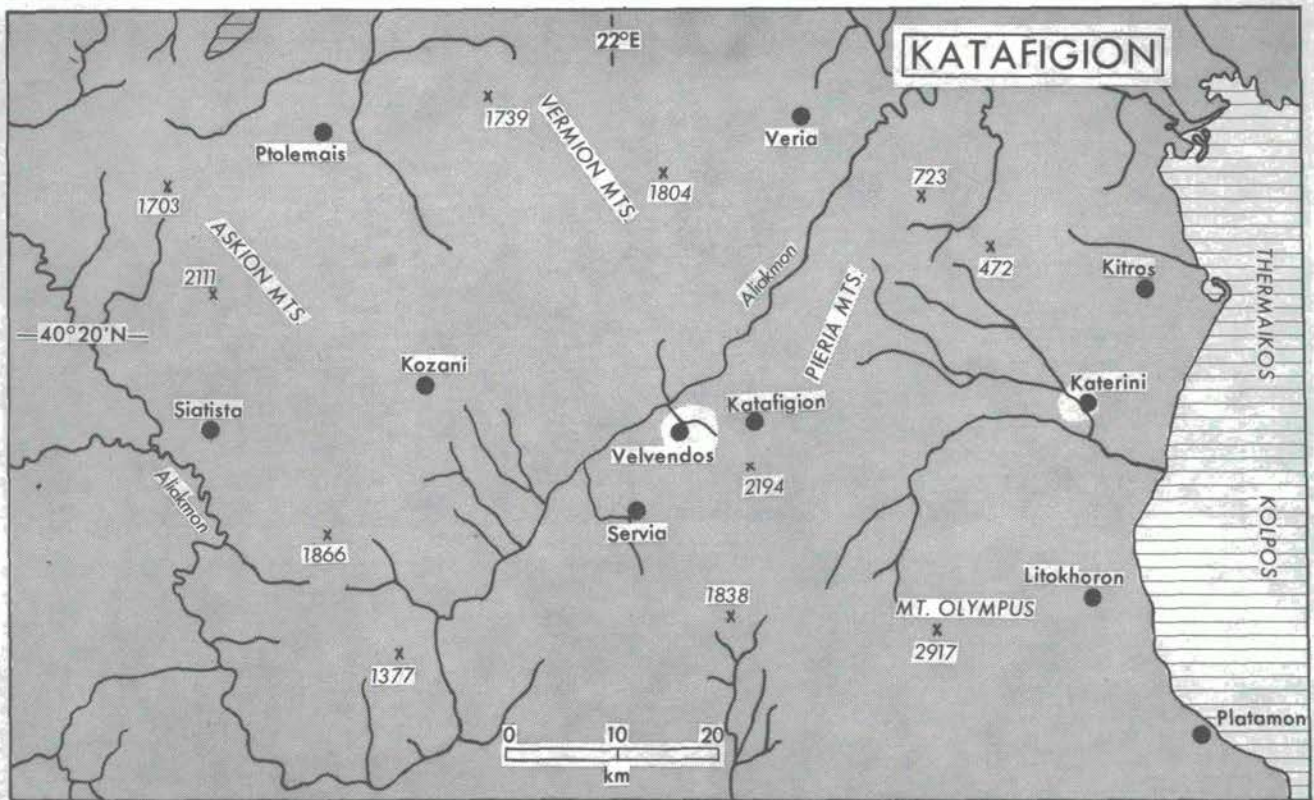 22°E
KATAFIGION
1739
VERMION MTS.
Veria
Ptolemais
1703
1804
723
ASKION MTS.
2111
Aliakmon
472
Kitros
THERMAIKOS
40°20'N
PIERIA MTS.
Kozani
Siatista
Katafigion
Katerini
Velvendos
2194
Aliakmon
Servia
KOLPOS
1866
1838
Litokhoron
MT. OLYMPUS
2917
1377
0 10 20
km
Platamon